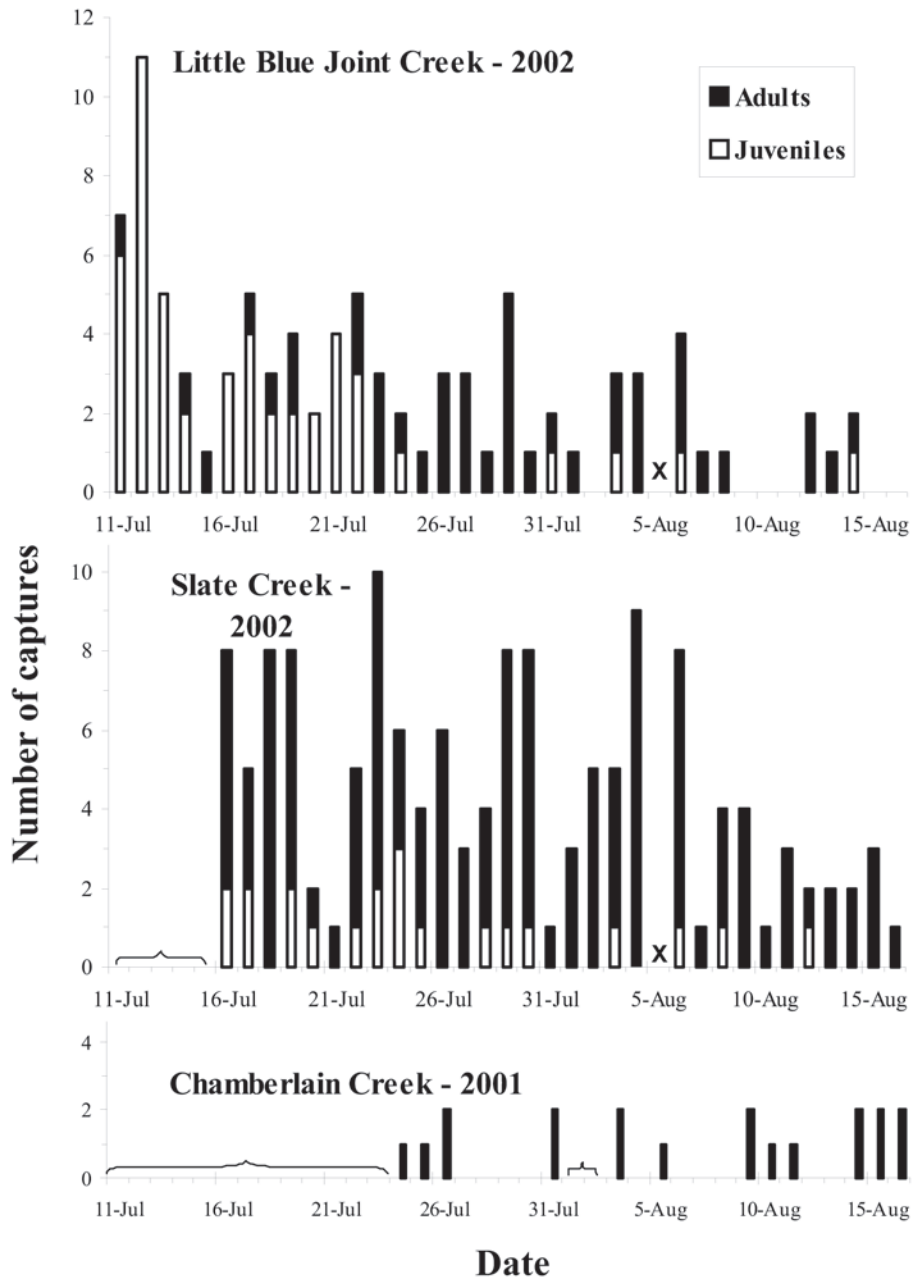 12
Little Blue Joint Creek - 2002
10
Adults
Juveniles
8
6
4
2
X
0
11-Jul 16-Jul 21-Jul 26-Jul 31-Jul 5-Aug 10-Aug 15-Aug
10
Slate Creek -
2002
8
6
4
2
X
0
11-Jul 16-Jul 21-Jul 26-Jul 31-Jul 5-Aug 10-Aug 15-Aug
4
Chamberlain Creek - 2001
2
0
11-Jul 16-Jul 21-Jul 26-Jul 31-Jul 5-Aug 10-Aug 15-Aug
Number of captures
Date